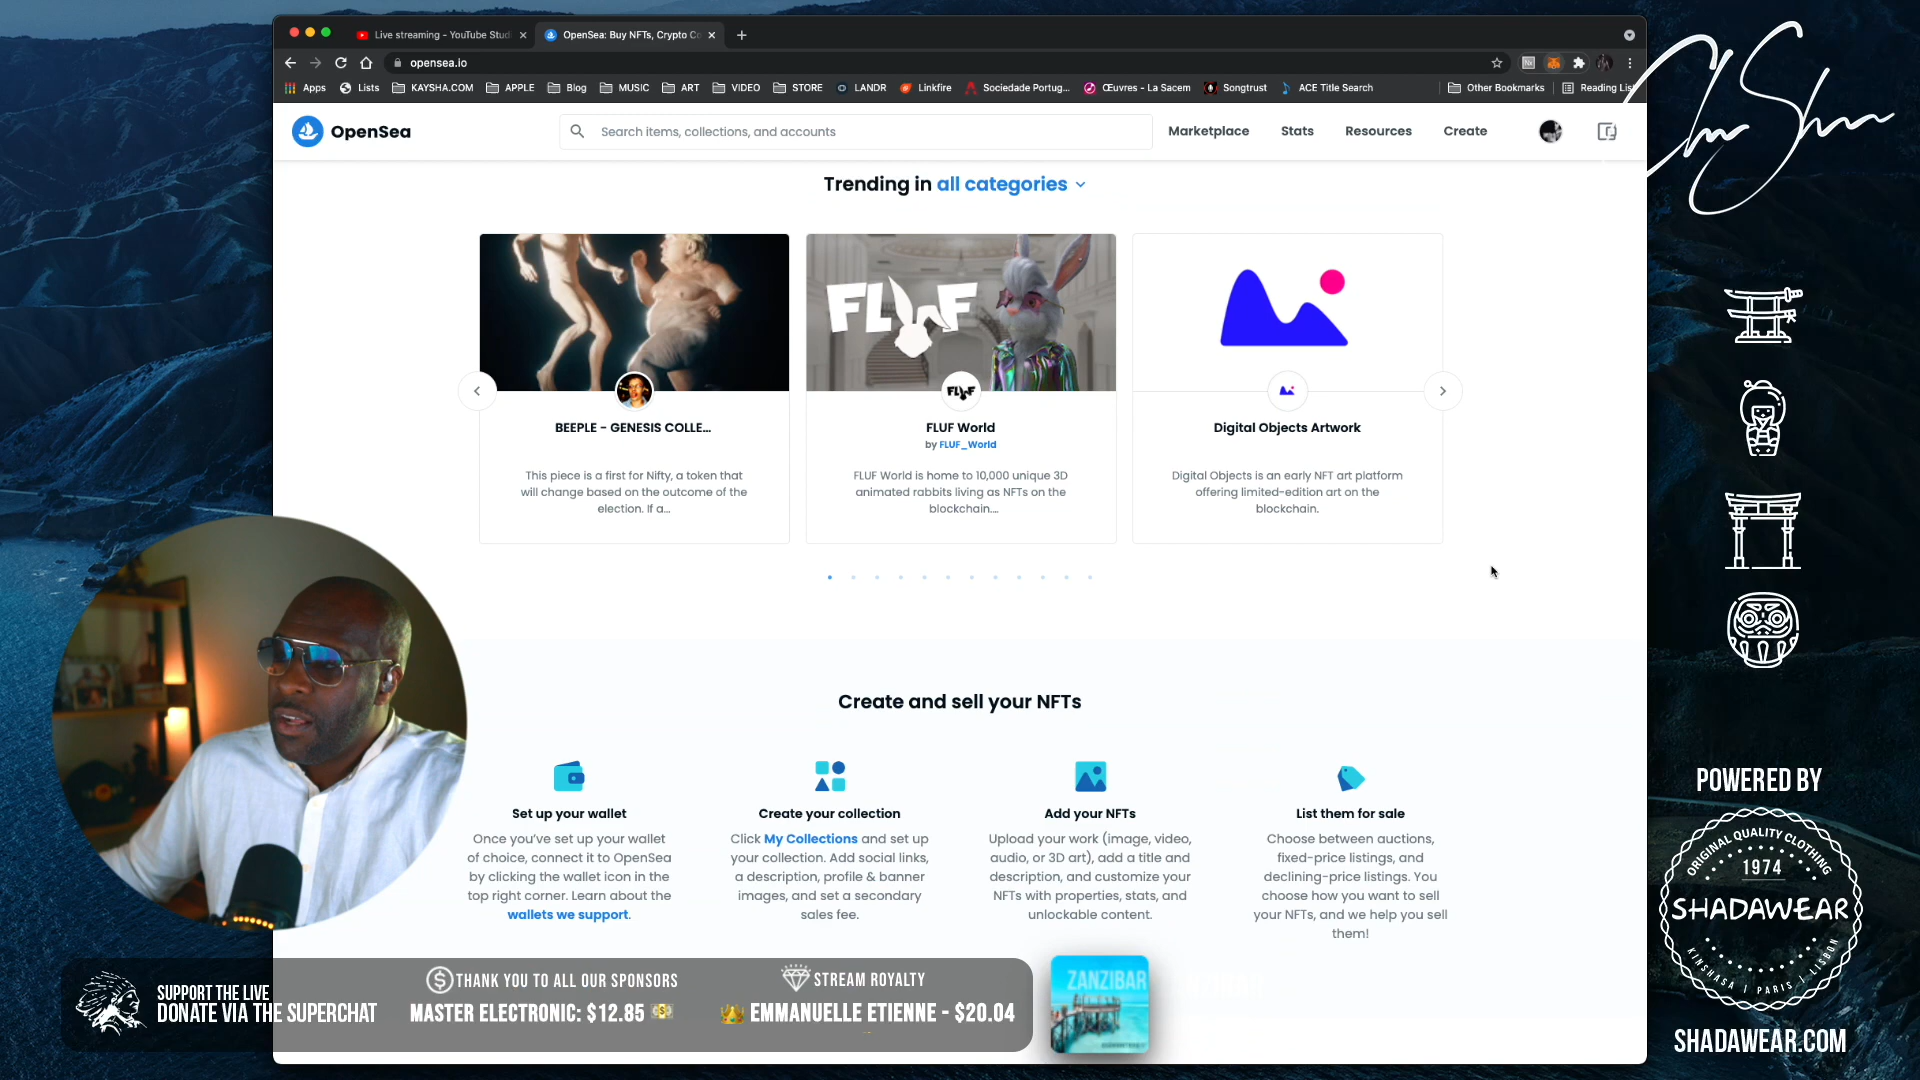 Live streaming - YouTube Studi
OpenSea: Buy NFTs, Crypto Co
opensea.io
Apps
Lists
KAYSHA.COM
APPLE
Blog
MUSIC
ART
VIDEO
STORE
LANDR
Linkfire
Sociedade Portug...
Œuvres - La Sacem
Songtrust
ACE Title Search
Other Bookmarks
Reading List
OpenSea
Search items, collections, and accounts
Marketplace
Stats
Resources
Create
Trending in all categories
BEEPLE - GENESIS COLLE...
This piece is a first for Nifty, a token that
will change based on the outcome of the
election. If a...
FLUF
FLUF
FLUF World
by FLUF_World
FLUF World is home to 10,000 unique 3D
animated rabbits living as NFTs on the
blockchain....
Digital Objects Artwork
Digital Objects is an early NFT art platform
offering limited-edition art on the
blockchain.
Create and sell your NFTs
Set up your wallet
Once you've set up your wallet
of choice, connect it to OpenSea
by clicking the wallet icon in the
top right corner. Learn about the
wallets we support.
Create your collection
Click My Collections and set up
your collection. Add social links,
a description, profile & banner
images, and set a secondary
sales fee.
Add your NFTs
Upload your work (image, video,
audio, or 3D art), add a title and
description, and customize your
NFTs with properties, stats, and
unlockable content.
List them for sale
Choose between auctions,
fixed-price listings, and
declining-price listings. You
choose how you want to sell
your NFTs, and we help you sell
them!
SUPPORT THE LIVE
DONATE VIA THE SUPERCHAT
THANK YOU TO ALL OUR SPONSORS
MASTER ELECTRONIC: $12.85
STREAM ROYALTY
EMMANUELLE ETIENNE - $20.04
ZANZIBAR
POWERED BY
ORIGINAL QUALITY CLOTHING
1974
SHADAWEAR
KINSHASA | PARIS | LISBON
SHADAWEAR.COM